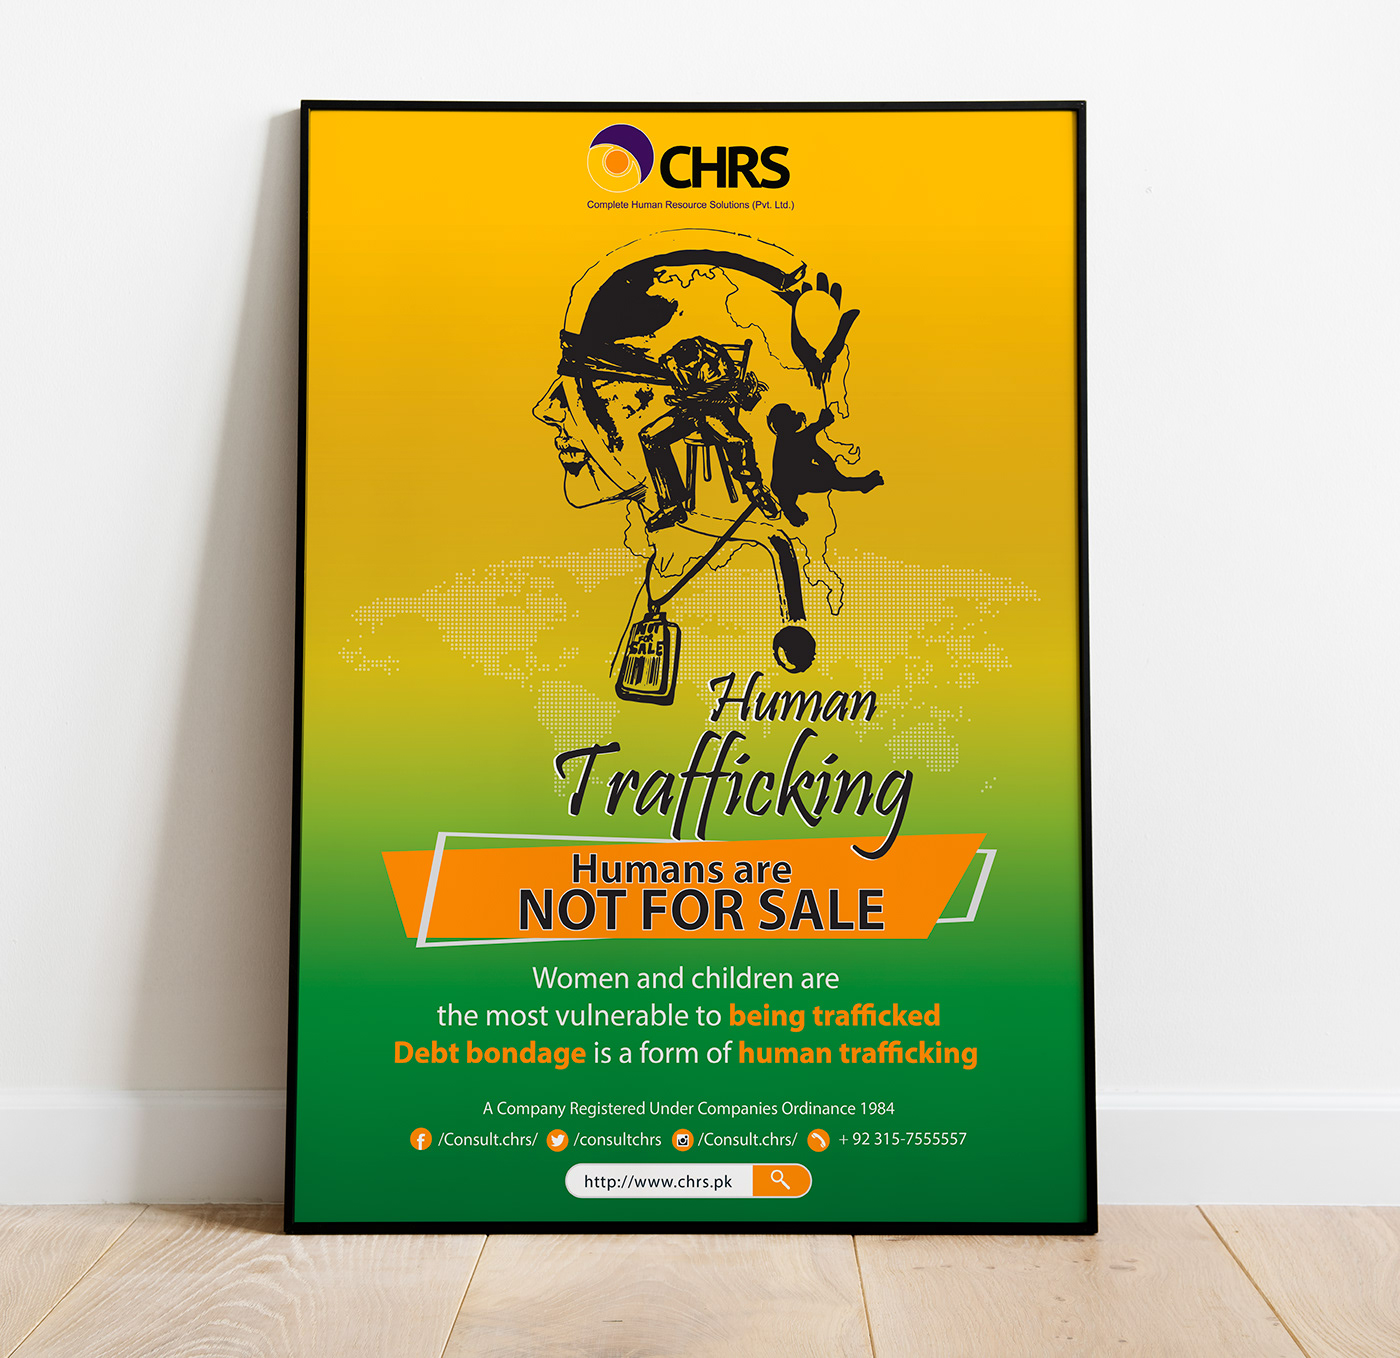 CHRS
Complete Human Resource Solutions (Pvt. Ltd.)
NOT
FOR
SALE
Human
Trafficking
Humans are
NOT FOR SALE
Women and children are
the most vulnerable to being trafficked
Debt bondage is a form of human trafficking
A Company Registered Under Companies Ordinance 1984
/Consult.chrs/ /consultchrs /Consult.chrs/ + 92 315-7555557
http://www.chrs.pk